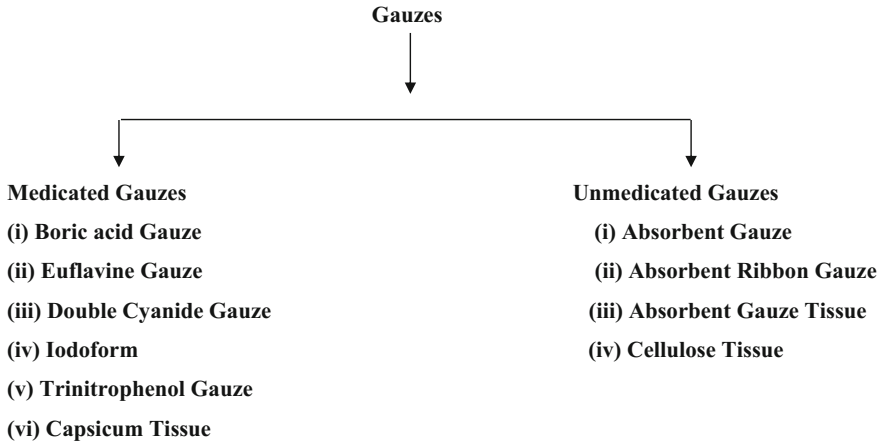 Gauzes
Medicated Gauzes
(i) Boric acid Gauze
(ii) Euflavine Gauze
(iii) Double Cyanide Gauze
(iv) Iodoform
(v) Trinitrophenol Gauze
(vi) Capsicum Tissue
Unmedicated Gauzes
(i) Absorbent Gauze
(ii) Absorbent Ribbon Gauze
(iii) Absorbent Gauze Tissue
(iv) Cellulose Tissue